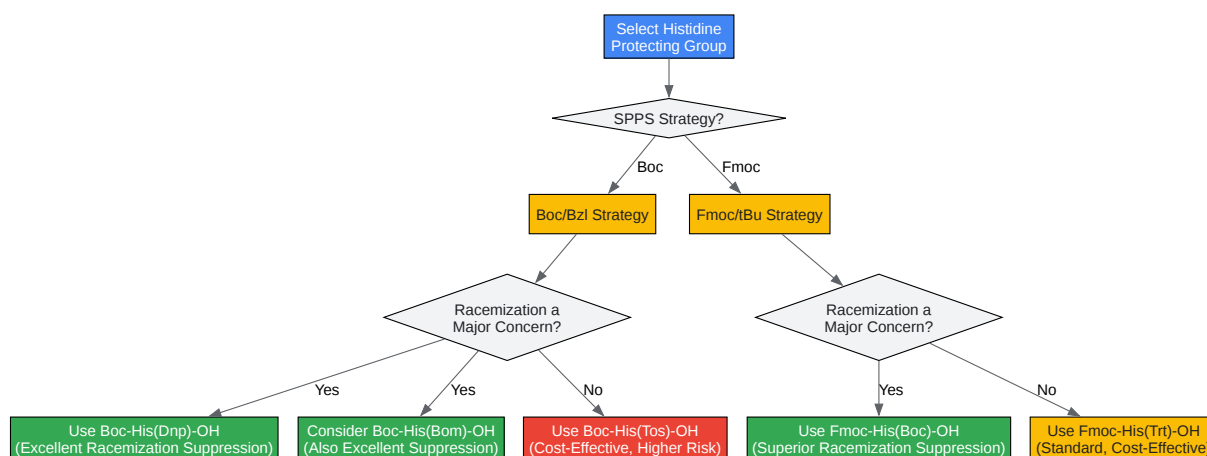 Select Histidine
Protecting Group
SPPS Strategy?
Boc
Fmoc
Boc/Bzl Strategy
Fmoc/tBu Strategy
Racemization a
Major Concern?
Racemization a
Major Concern?
Yes
Yes
No
Yes
No
Use Boc-His(Dnp)-OH
(Excellent Racemization Suppression)
Consider Boc-His(Bom)-OH
(Also Excellent Suppression)
Use Boc-His(Tos)-OH
(Cost-Effective, Higher Risk)
Use Fmoc-His(Boc)-OH
(Superior Racemization Suppression)
Use Fmoc-His(Trt)-OH
(Standard, Cost-Effective)